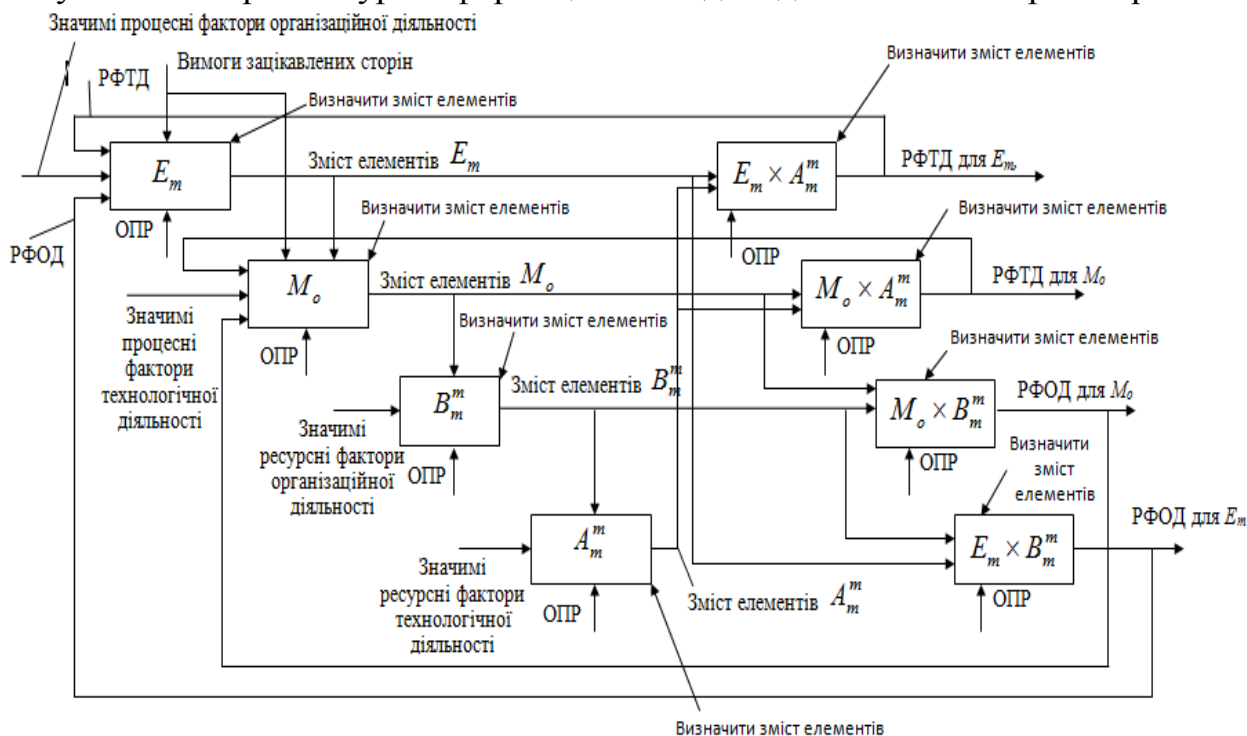 Значимі процесні фактори організаційної діяльності
РФТД
Вимоги зацікавлених сторін
Визначити зміст елементів
Визначити зміст елементів
E_m
Зміст елементів E_m
E_m × A_m^m
РФТД для E_m
ОПР
РФОД
Визначити зміст елементів
ОПР
Визначити зміст елементів
M_o
Зміст елементів M_o
M_o × A_m^m
РФТД для M_o
Значимі
процесні
фактори
технологічної
діяльності
ОПР
Визначити зміст елементів
ОПР
Визначити зміст елементів
B_m^m
Зміст елементів B_m^m
M_o × B_m^m
РФОД для M_o
Значимі
ресурсні фактори
організаційної
діяльності
ОПР
ОПР
Визначити
зміст
елементів
A_m^m
E_m × B_m^m
РФОД для E_m
Значимі
ресурсні фактори
технологічної
діяльності
ОПР
Зміст елементів A_m^m
ОПР
Визначити зміст елементів